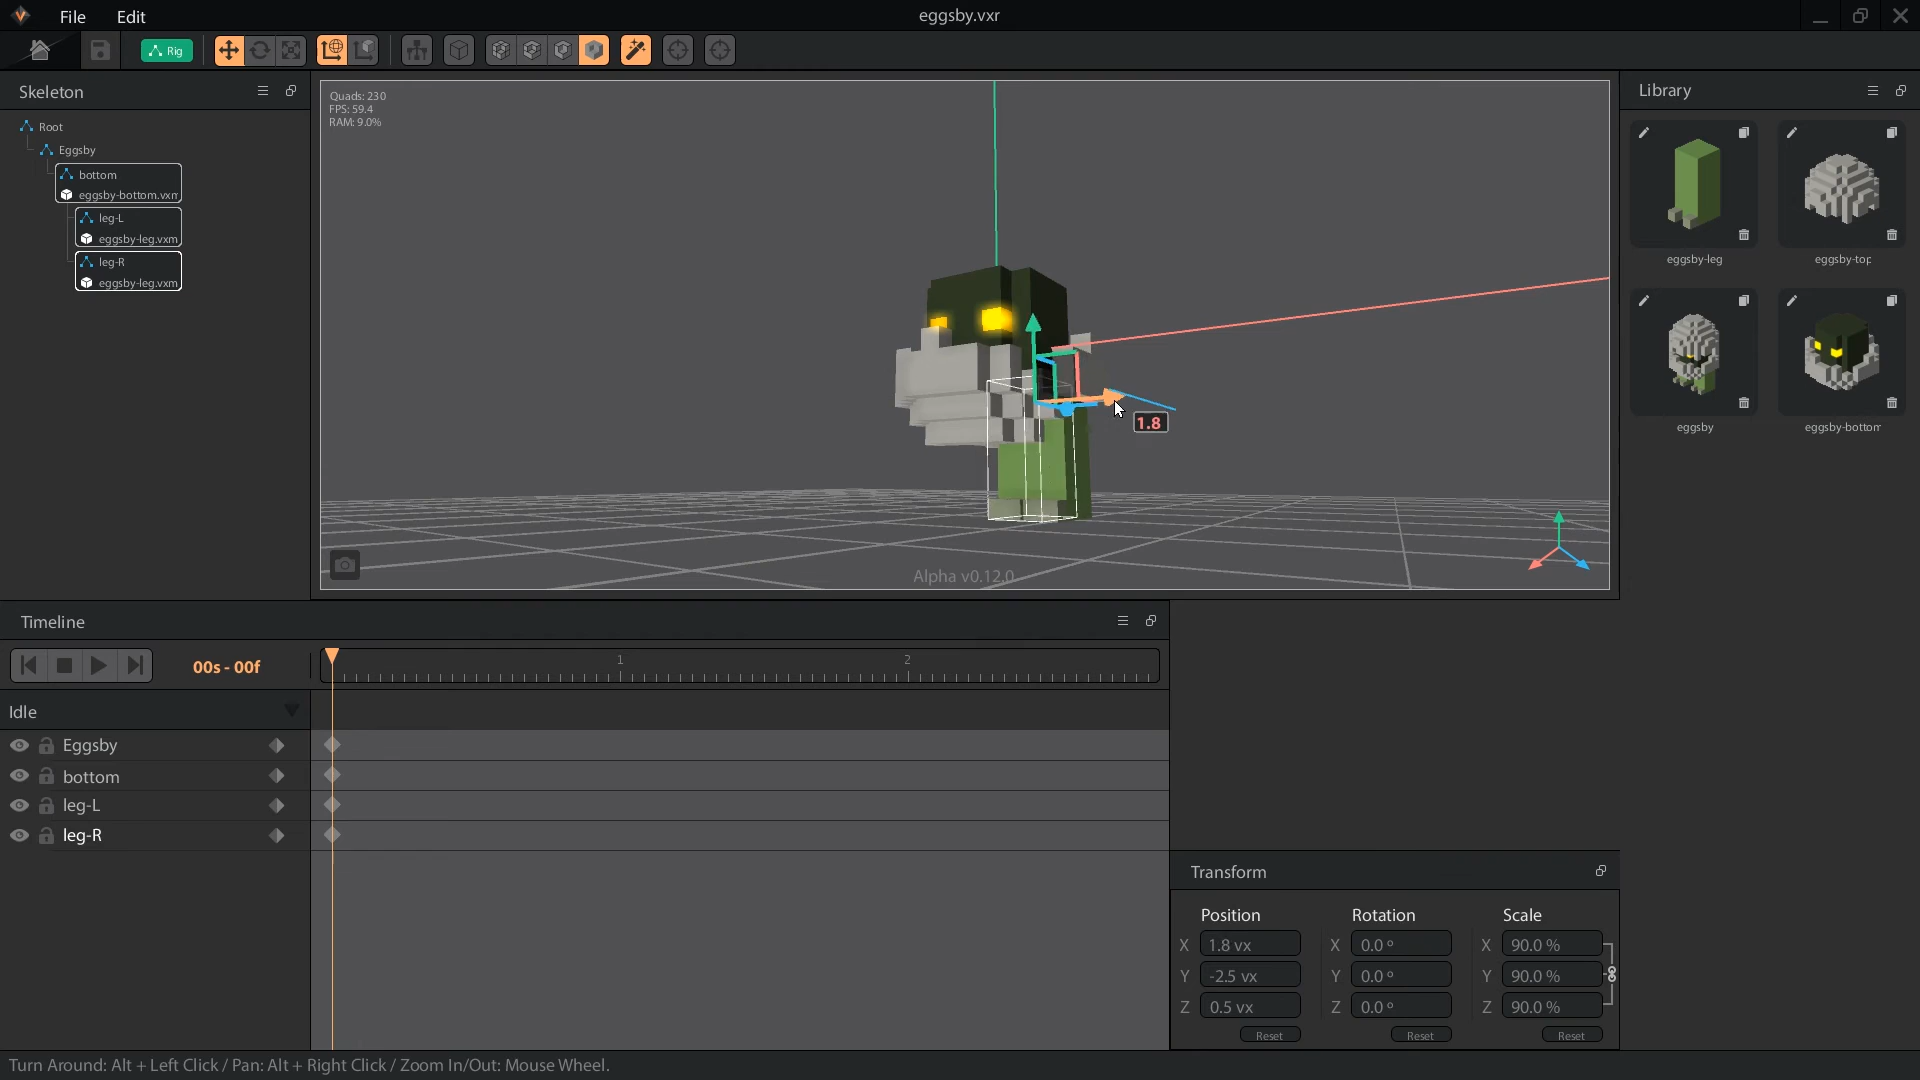 File Edit
eggsby.vxr
Rig
Skeleton
Root
Eggsby
bottom
eggsby-bottom.vxm
leg-L
eggsby-leg.vxm
leg-R
eggsby-leg.vxm
Quads: 230
FPS: 59.4
RAM: 9.0%
1.8
Alpha v0.12.0
Library
eggsby-leg
eggsby-top
eggsby
eggsby-bottom
Timeline
00s - 00f
1
2
Idle
Eggsby
bottom
leg-L
leg-R
Transform
Position Rotation Scale
X 1.8 vx X 0.0 º X 90.0 %
Y -2.5 vx Y 0.0 º Y 90.0 %
Z 0.5 vx Z 0.0 º Z 90.0 %
Reset Reset Reset
Turn Around: Alt + Left Click / Pan: Alt + Right Click / Zoom In/Out: Mouse Wheel.